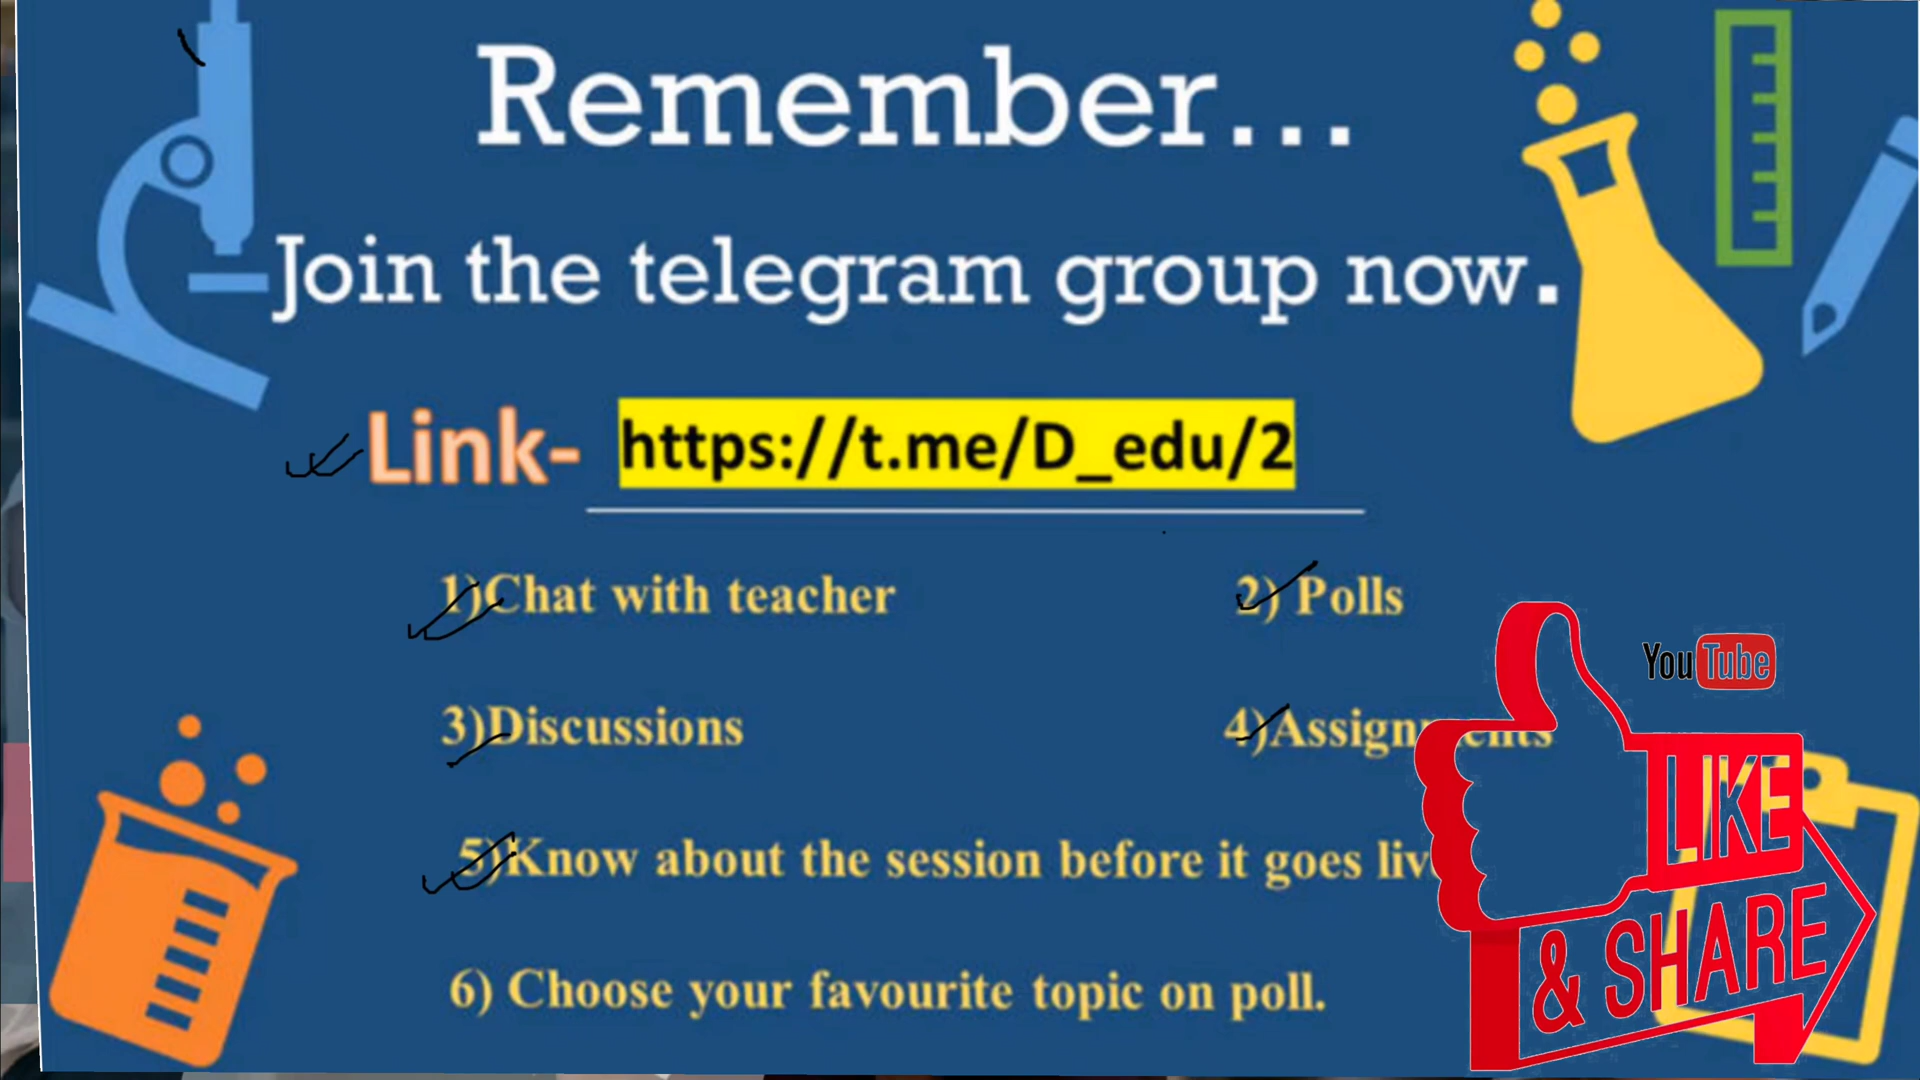 Remember...
Join the telegram group now.
Link- https://t.me/D_edu/2
1)Chat with teacher 2) Polls
3)Discussions 4)Assignments
5)Know about the session before it goes liv
6) Choose your favourite topic on poll.
YouTube
LIKE
& SHARE